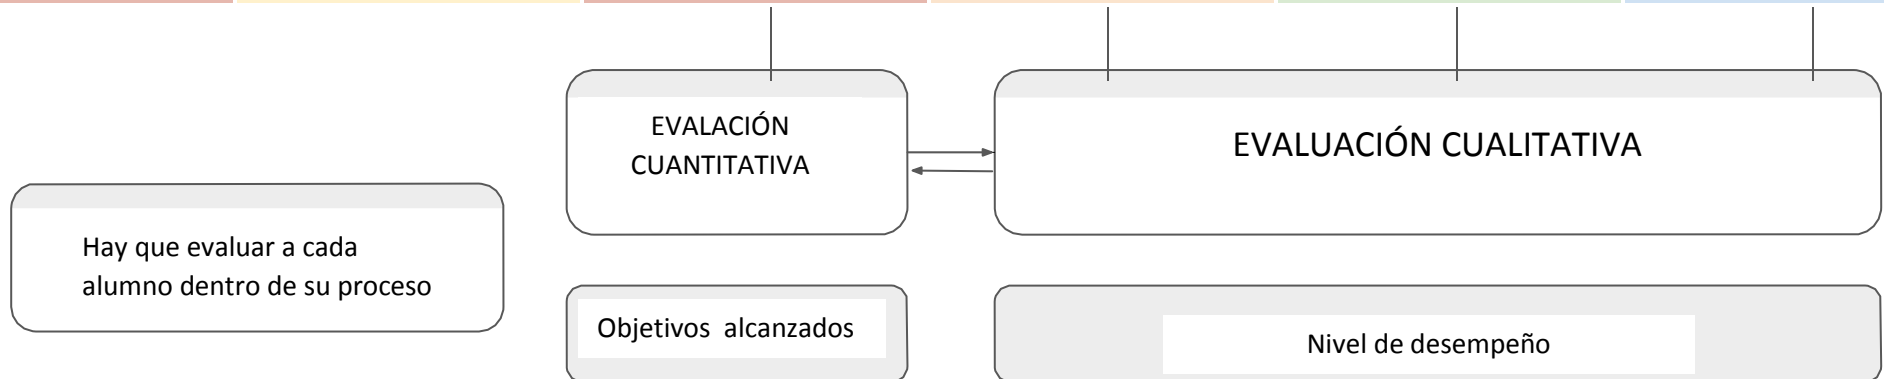 EVALACIÓN
CUANTITATIVA
EVALUACIÓN CUALITATIVA
Hay que evaluar a cada
alumno dentro de su proceso
Objetivos alcanzados
Nivel de desempeño